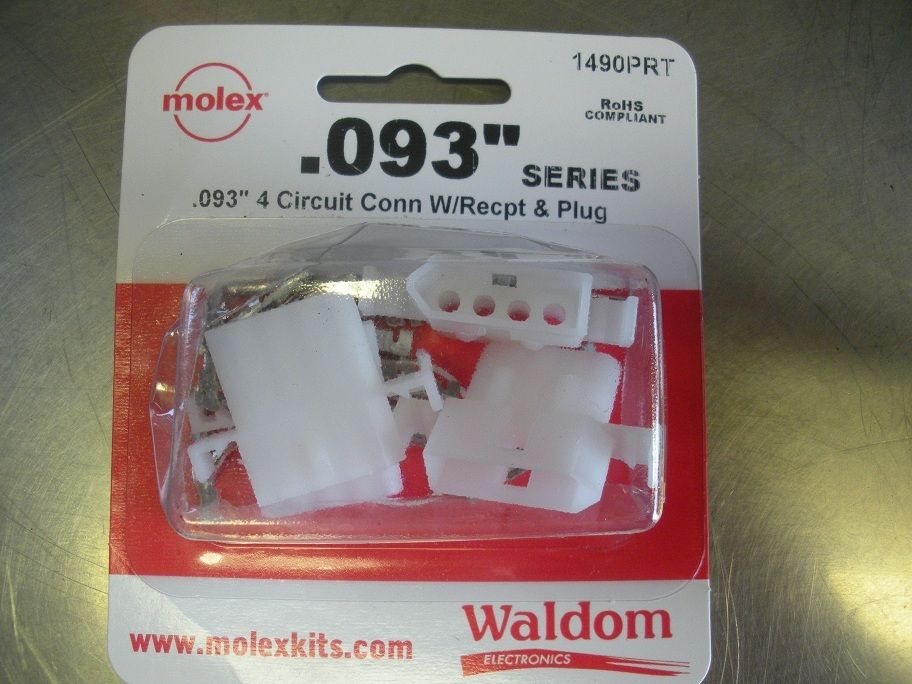 molex®
1490PRT
RoHS
COMPLIANT
.093"
SERIES
.093" 4 Circuit Conn W/Recpt & Plug
www.molexkits.com
Waldom
ELECTRONICS